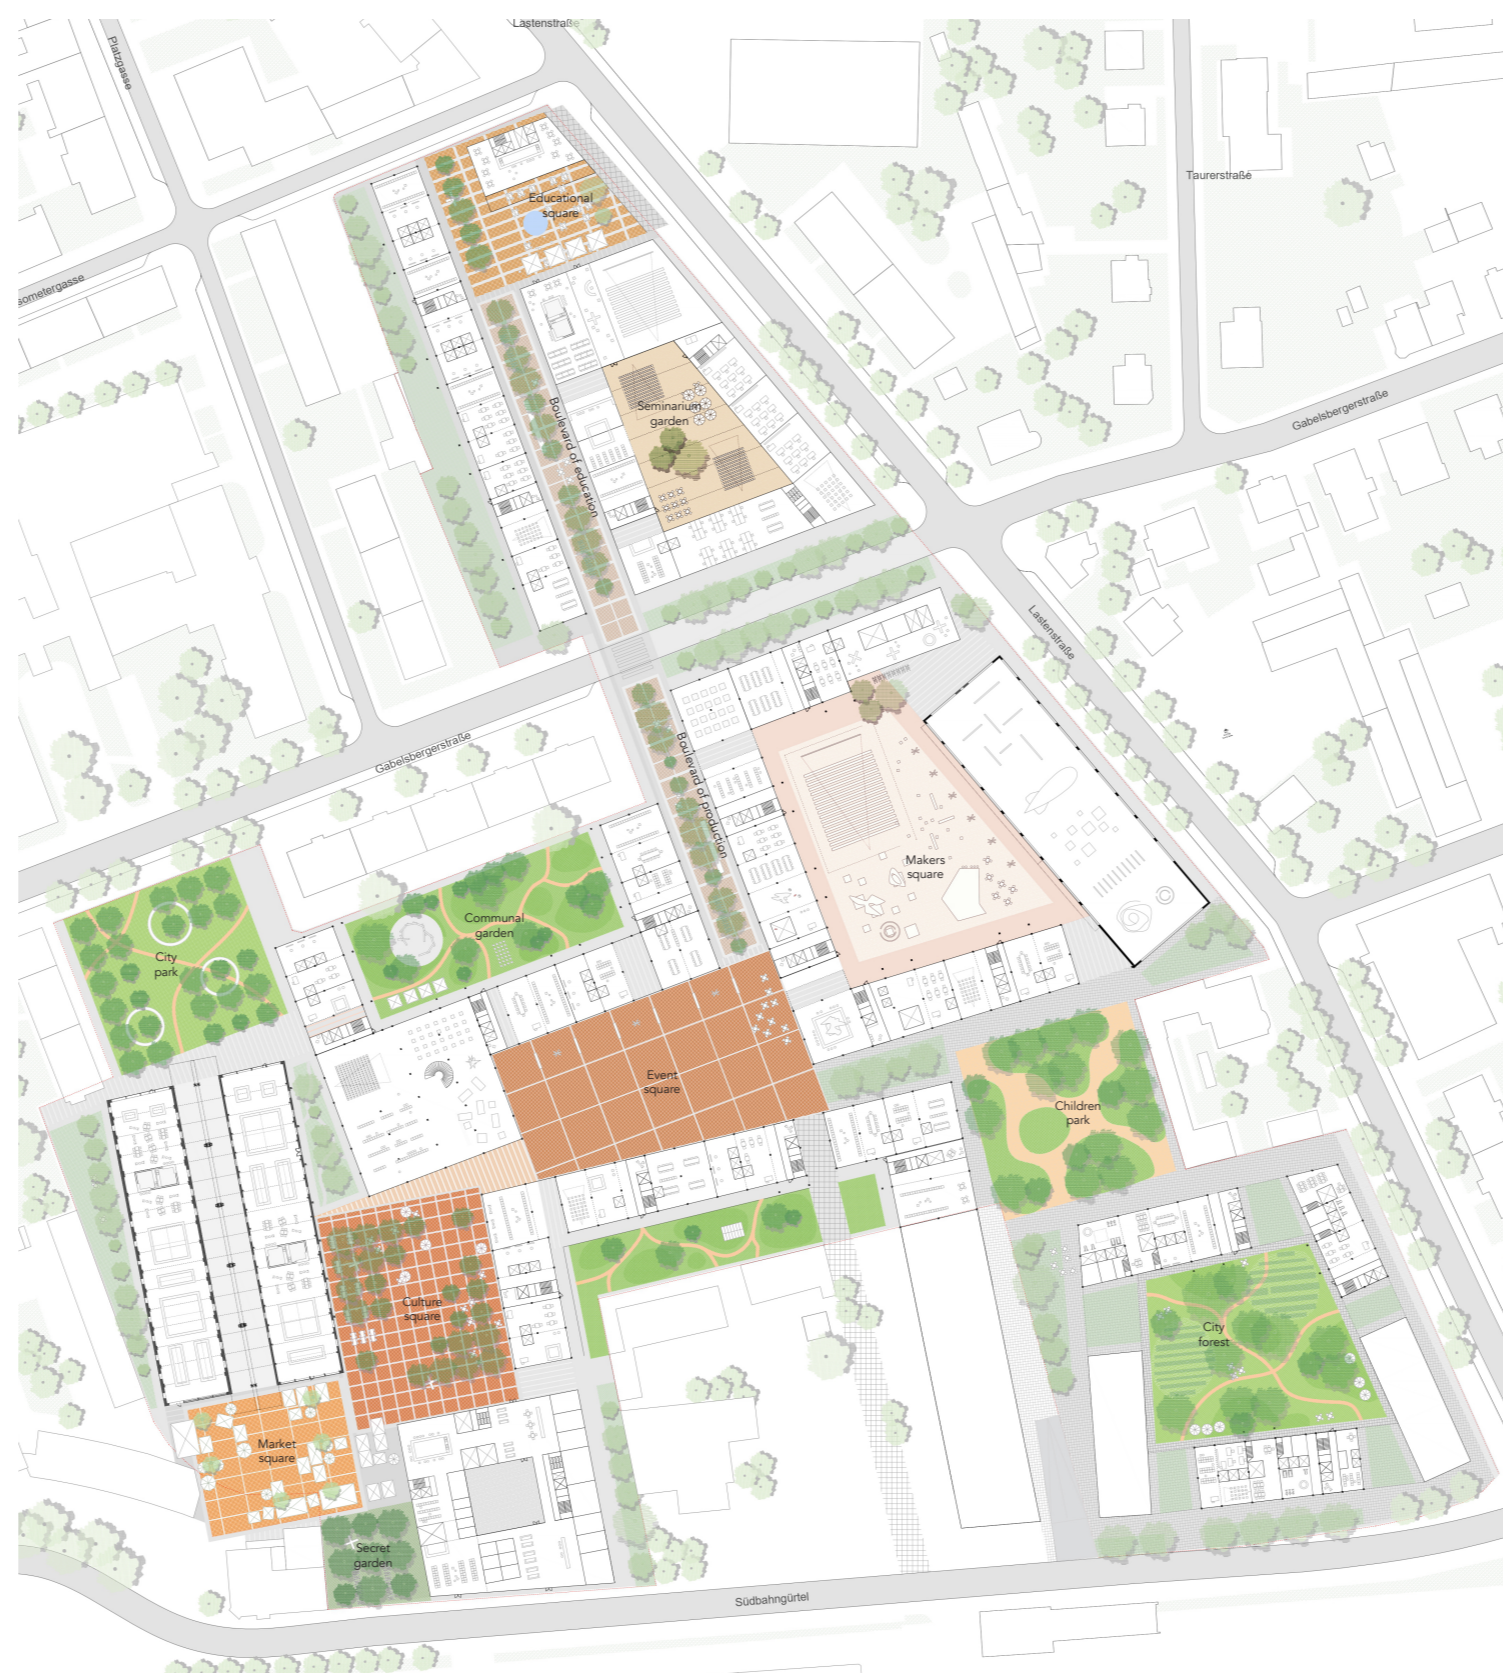 Lastenstraße
Platzgasse
Taurerstraße
Educational
square
sometergasse
Gabelsbergerstraße
Seminarium
garden
Boulevard of education
Lastenstraße
Gabelsbergerstraße
Boulevard of production
Makers
square
Communal
garden
City
park
Event
square
Children
park
Culture
square
City
forest
Market
square
Secret
garden
Südbahngürtel